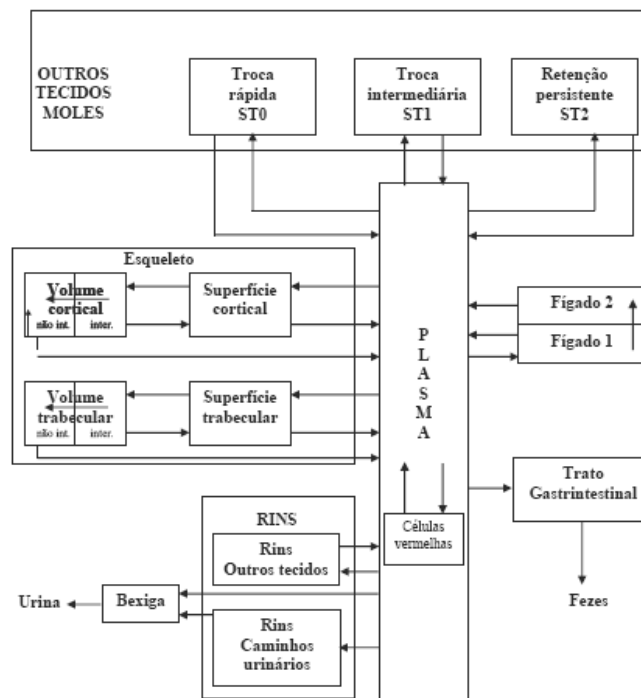 OUTROS
TECIDOS
MOLES
Troca
rápida
ST0
Troca
intermediária
ST1
Retenção
persistente
ST2
Esqueleto
Volume
cortical
não int. inter.
Superfície
cortical
Volume
trabecular
não int. inter.
Superfície
trabecular
P
L
A
S
M
A
Fígado 2
Fígado 1
Trato
Gastrintestinal
Fezes
Células
vermelhas
RINS
Rins
Outros tecidos
Rins
Caminhos
urinários
Bexiga
Urina